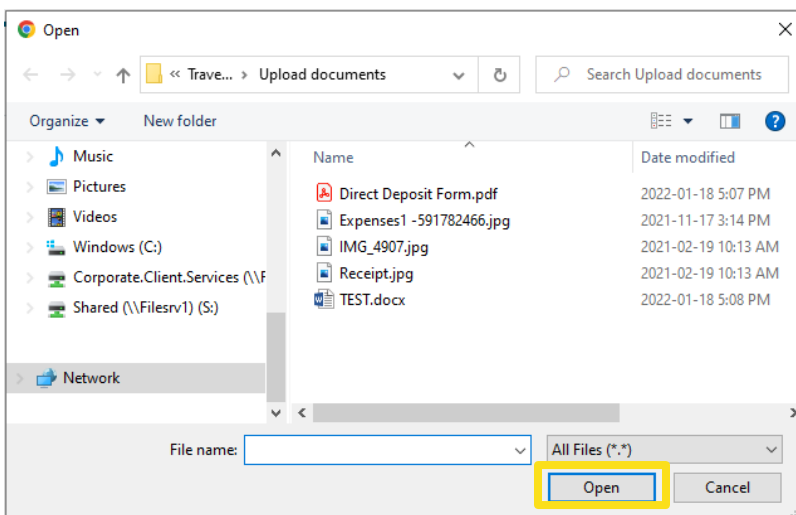 Open
« Trave... › Upload documents
Search Upload documents
Organize
New folder
Music
Pictures
Videos
Windows (C:)
Corporate.Client.Services (\\F
Shared (\\Filesrv1) (S:)
Network
Name Date modified
Direct Deposit Form.pdf 2022-01-18 5:07 PM
Expenses1 -591782466.jpg 2021-11-17 3:14 PM
IMG_4907.jpg 2021-02-19 10:13 AM
Receipt.jpg 2021-02-19 10:13 AM
TEST.docx 2022-01-18 5:08 PM
File name:
All Files (*.*)
Open
Cancel